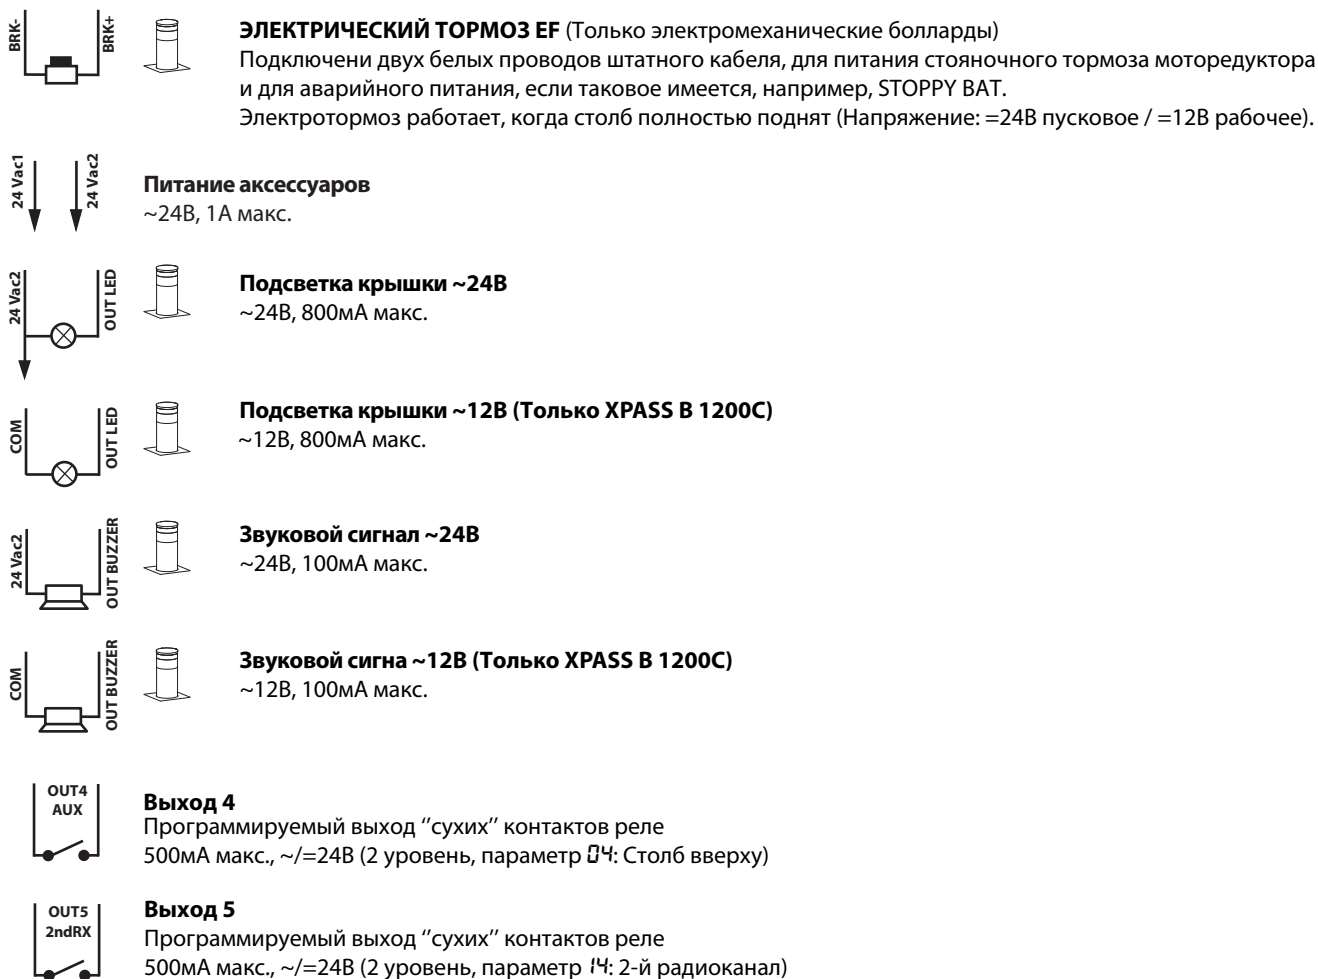 BRK-
BRK+
ЭЛЕКТРИЧЕСКИЙ ТОРМОЗ EF (Только электромеханические болларды)
Подключени двух белых проводов штатного кабеля, для питания стояночного тормоза моторедуктора
и для аварийного питания, если таковое имеется, например, STOPPY BAT.
Электротормоз работает, когда столб полностью поднят (Напряжение: =24В пусковое / =12В рабочее).
24 Vac1
24 Vac2
Питание аксессуаров
~24В, 1А макс.
24 Vac2
OUT LED
Подсветка крышки ~24В
~24В, 800мА макс.
COM
OUT LED
Подсветка крышки ~12В (Только XPASS B 1200C)
~12В, 800мА макс.
24 Vac2
OUT BUZZER
Звуковой сигнал ~24В
~24В, 100мА макс.
COM
OUT BUZZER
Звуковой сигна ~12В (Только XPASS B 1200C)
~12В, 100мА макс.
OUT4
AUX
Выход 4
Программируемый выход ‘‘сухих’’ контактов реле
500мА макс., ~/=24В (2 уровень, параметр 04: Столб вверху)
OUT5
2ndRX
Выход 5
Программируемый выход ‘‘сухих’’ контактов реле
500мА макс., ~/=24В (2 уровень, параметр 14: 2-й радиоканал)